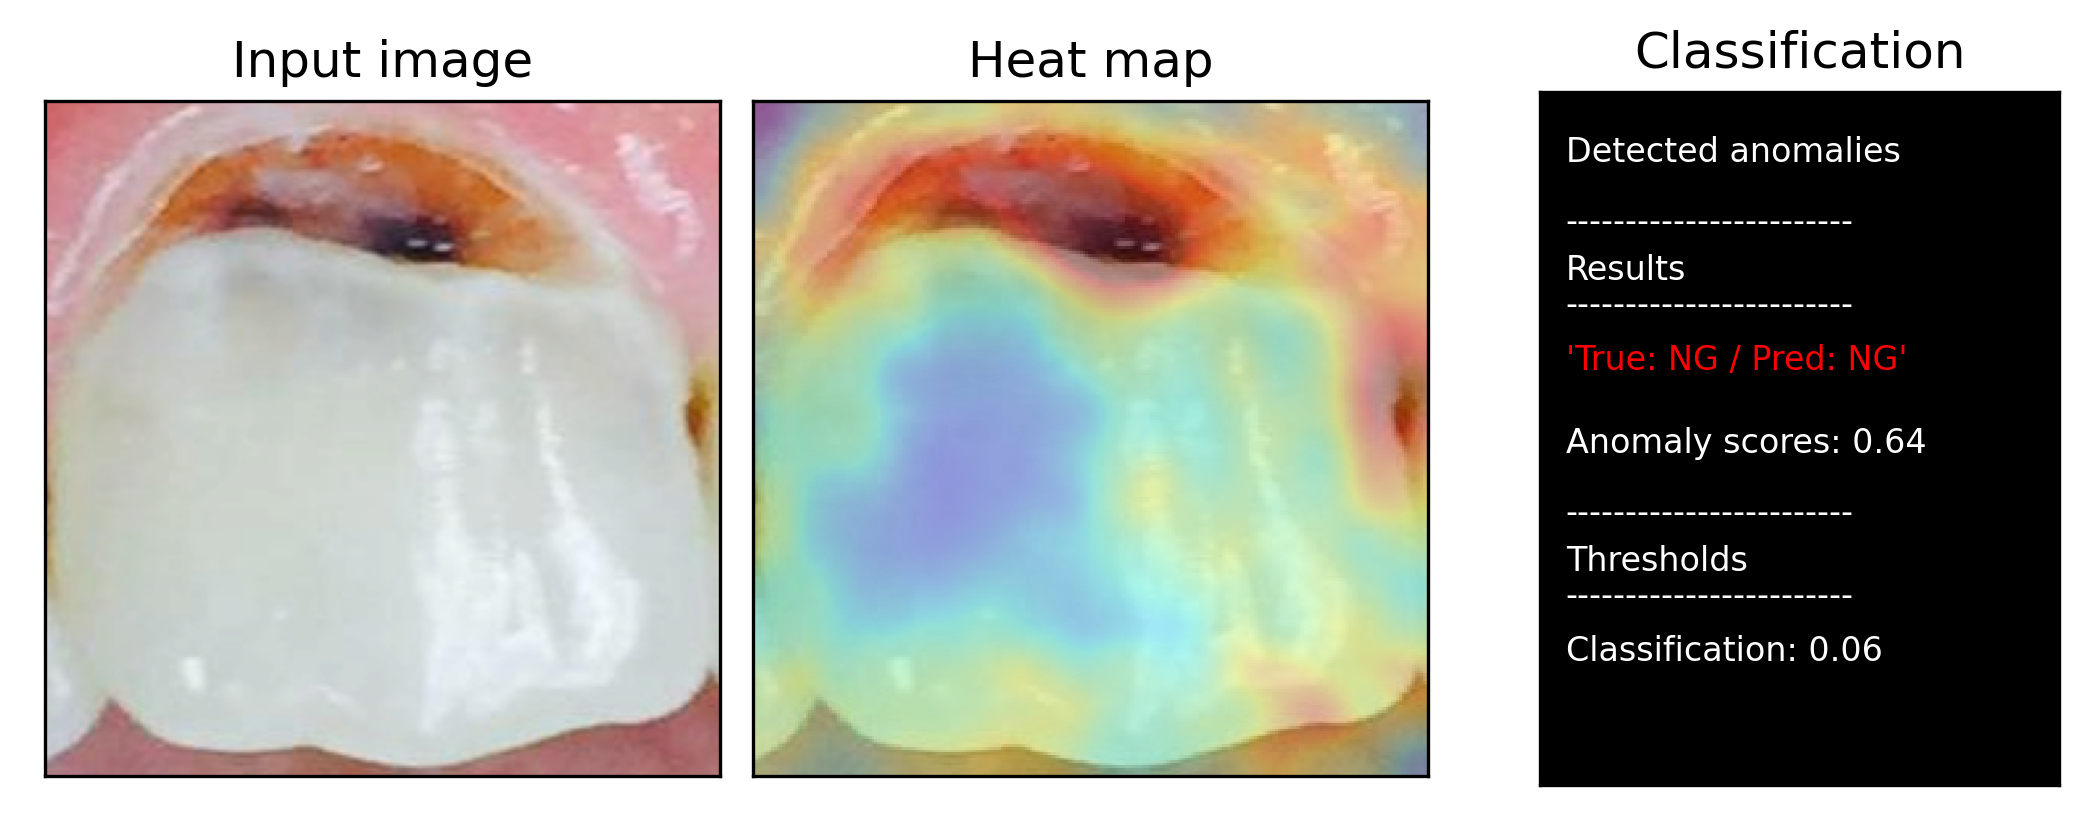 Input image
Heat map
Classification
Detected anomalies
------------------------
Results
------------------------
'True: NG / Pred: NG'
Anomaly scores: 0.64
------------------------
Thresholds
------------------------
Classification: 0.06